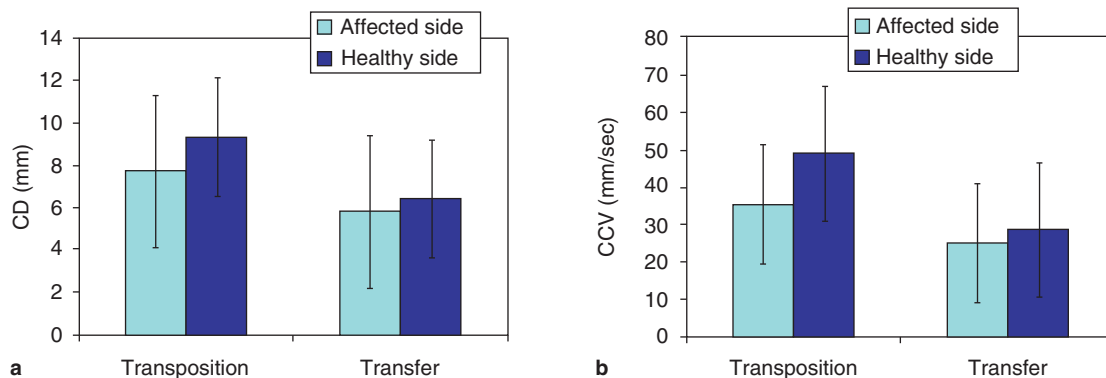 Affected side
Healthy side
CD (mm)
14
12
10
8
6
4
2
0
Transposition Transfer
a
Affected side
Healthy side
CCV (mm/sec)
80
70
60
50
40
30
20
10
0
Transposition Transfer
b